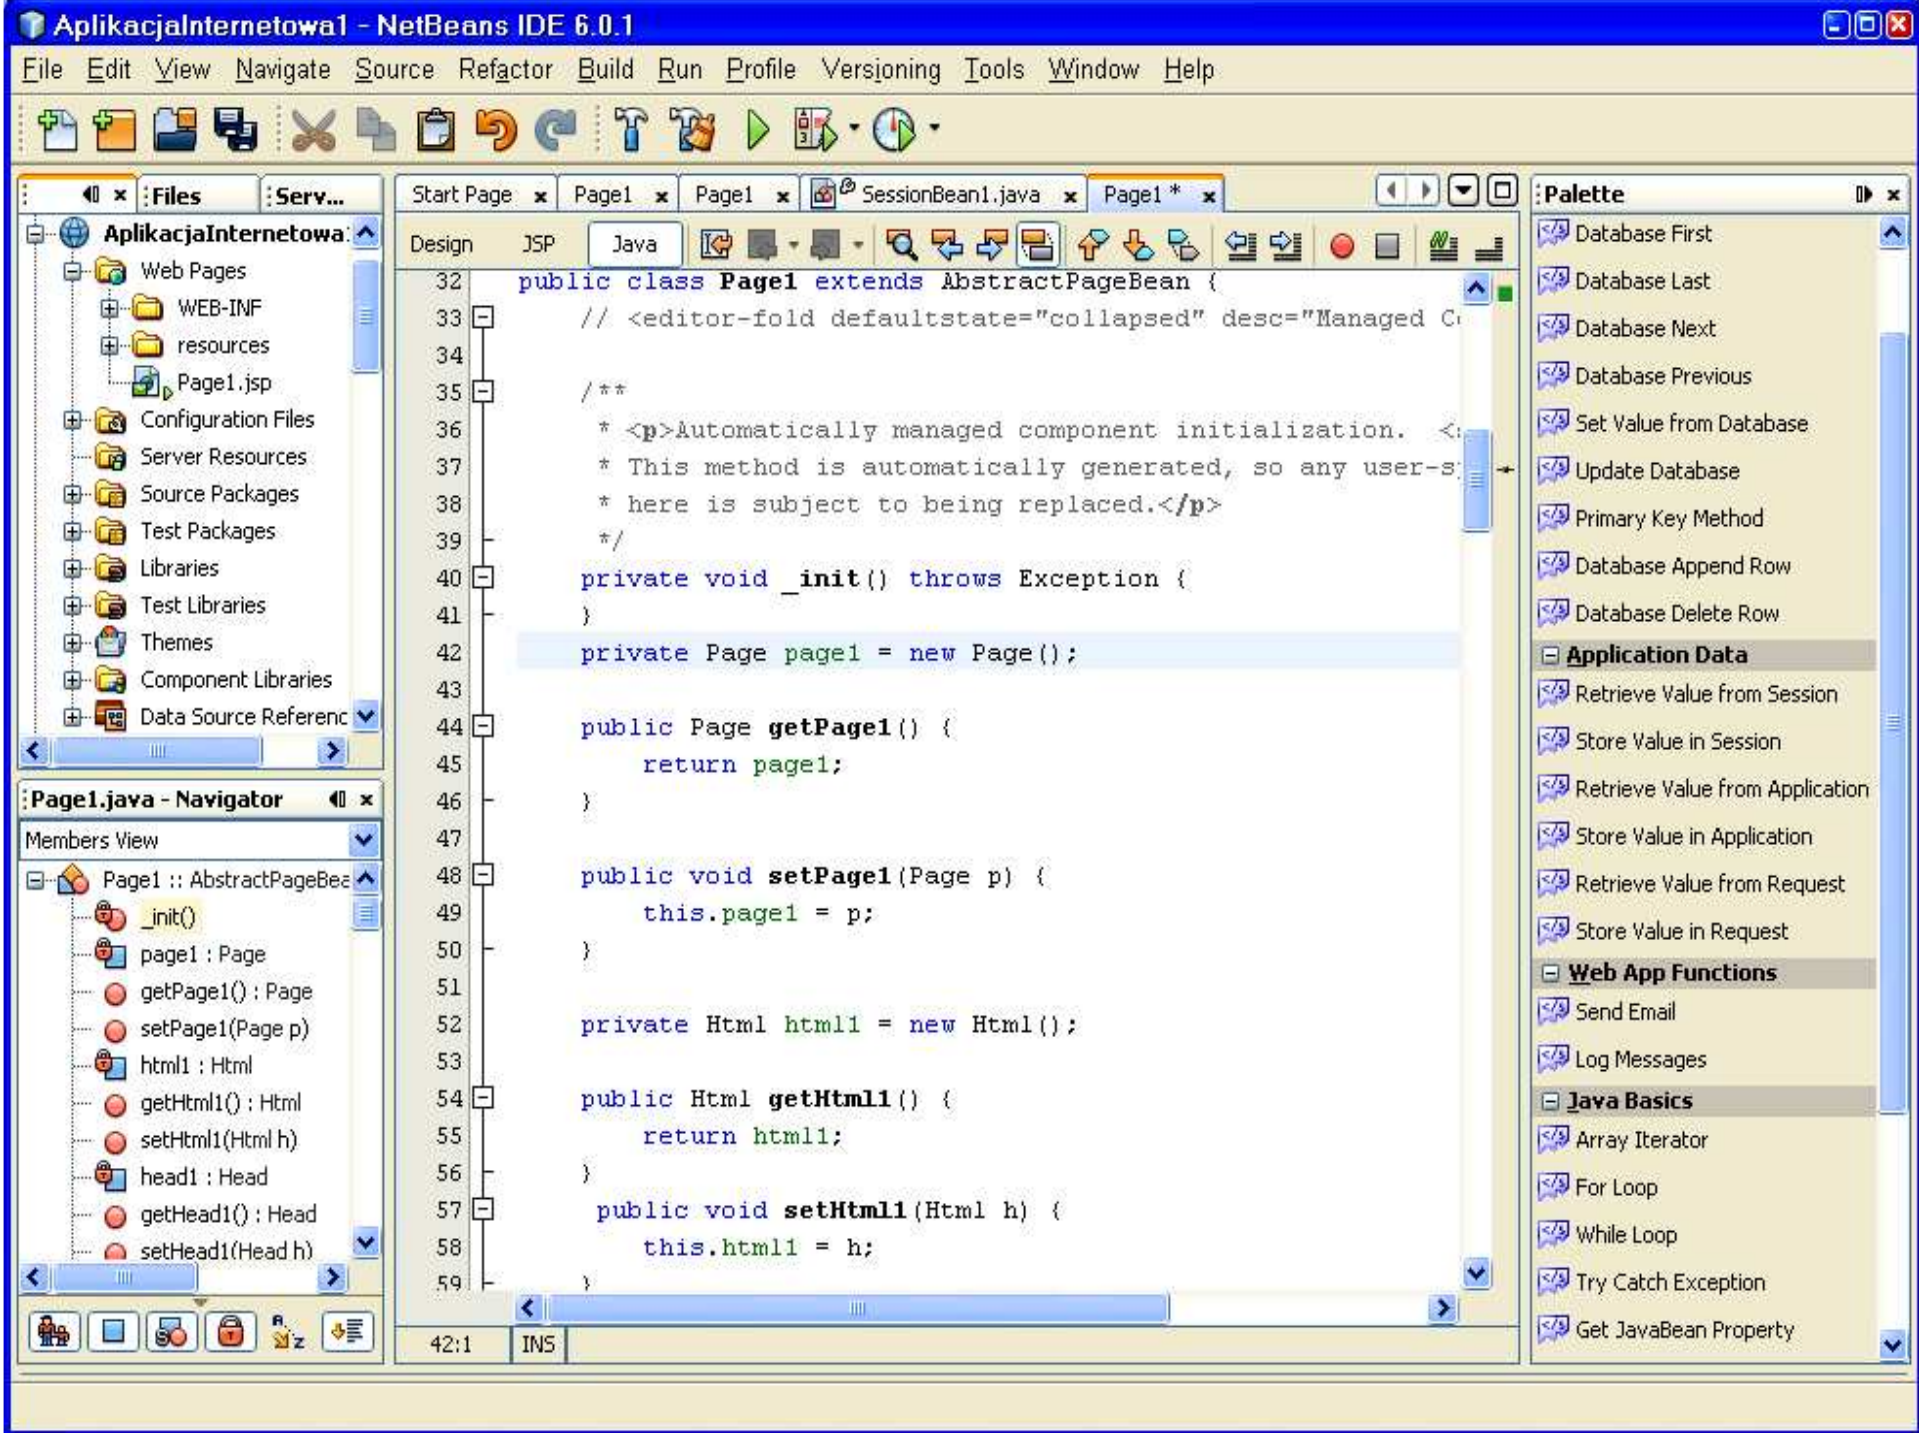 AplikacjaInternetowa1 - NetBeans IDE 6.0.1
File Edit View Navigate Source Refactor Build Run Profile Versioning Tools Window Help
Files Serv...
AplikacjaInternetowa
Web Pages
WEB-INF
resources
Page1.jsp
Configuration Files
Server Resources
Source Packages
Test Packages
Libraries
Test Libraries
Themes
Component Libraries
Data Source Referenc
Page1.java - Navigator
Members View
Page1 :: AbstractPageBea
_init()
page1 : Page
getPage1() : Page
setPage1(Page p)
html1 : Html
getHtml1() : Html
setHtml1(Html h)
head1 : Head
getHead1() : Head
setHead1(Head h)
Start Page Page1 Page1 SessionBean1.java Page1 *
Design JSP Java
32 public class Page1 extends AbstractPageBean {
33 // <editor-fold defaultstate="collapsed" desc="Managed C
34
35 /**
36 * <p>Automatically managed component initialization. <
37 * This method is automatically generated, so any user-s
38 * here is subject to being replaced.</p>
39 */
40 private void _init() throws Exception {
41 }
42 private Page page1 = new Page();
43
44 public Page getPage1() {
45 return page1;
46 }
47
48 public void setPage1(Page p) {
49 this.page1 = p;
50 }
51
52 private Html html1 = new Html();
53
54 public Html getHtml1() {
55 return html1;
56 }
57 public void setHtml1(Html h) {
58 this.html1 = h;
59 }
42:1 INS
Palette
Database First
Database Last
Database Next
Database Previous
Set Value from Database
Update Database
Primary Key Method
Database Append Row
Database Delete Row
Application Data
Retrieve Value from Session
Store Value in Session
Retrieve Value from Application
Store Value in Application
Retrieve Value from Request
Store Value in Request
Web App Functions
Send Email
Log Messages
Java Basics
Array Iterator
For Loop
While Loop
Try Catch Exception
Get JavaBean Property